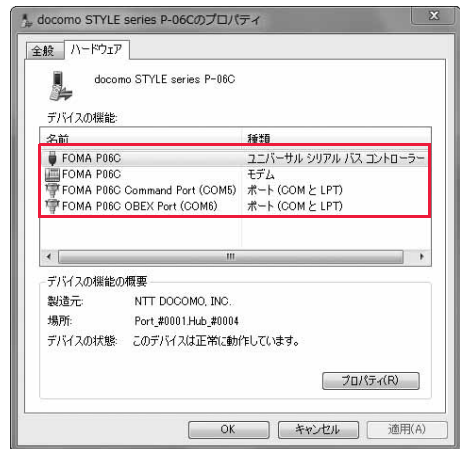 docomo STYLE series P-06Cのプロパティ
全般 ハードウェア
docomo STYLE series P-06C
デバイスの機能:
名前 種類
FOMA P06C ユニバーサル シリアル バス コントローラー
FOMA P06C モデム
FOMA P06C Command Port (COM5) ポート (COM と LPT)
FOMA P06C OBEX Port (COM6) ポート (COM と LPT)
デバイスの機能の概要
製造元: NTT DOCOMO, INC.
場所: Port_#0001.Hub_#0004
デバイスの状態: このデバイスは正常に動作しています。
プロパティ(R)
OK キャンセル 適用(A)